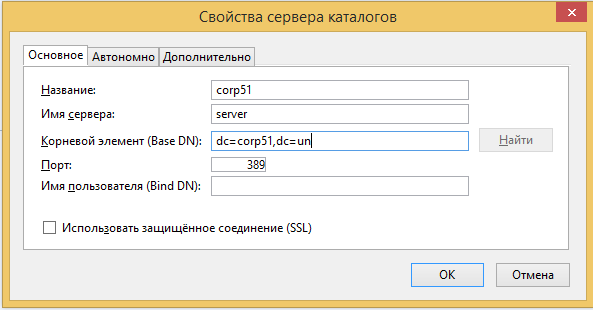 Свойства сервера каталогов
Основное Автономно Дополнительно
Название: corp51
Имя сервера: server
Корневой элемент (Base DN): dc=corp51,dc=un Найти
Порт: 389
Имя пользователя (Bind DN):
Использовать защищённое соединение (SSL)
OK Отмена